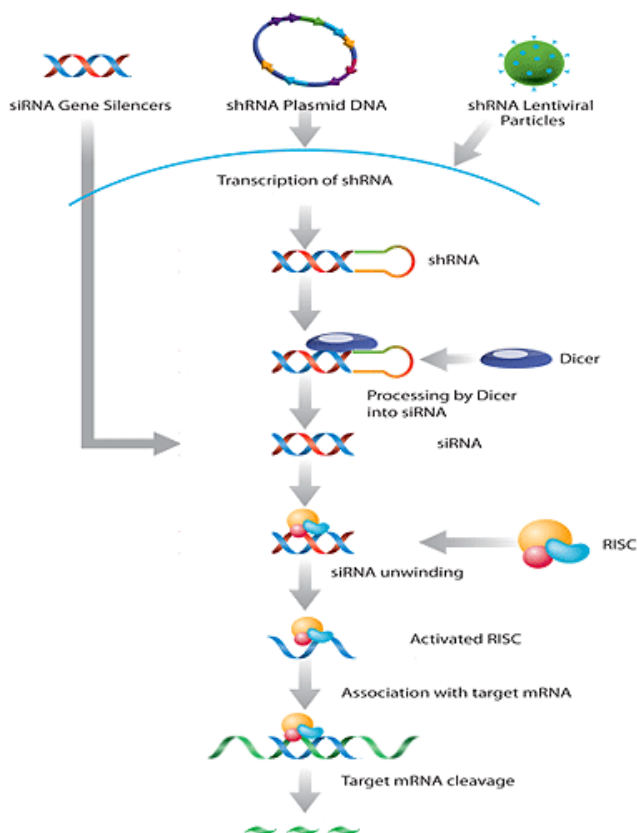 siRNA Gene Silencers
shRNA Plasmid DNA
shRNA Lentiviral
Particles
Transcription of shRNA
shRNA
Dicer
Processing by Dicer
into siRNA
siRNA
RISC
siRNA unwinding
Activated RISC
Association with target mRNA
Target mRNA cleavage